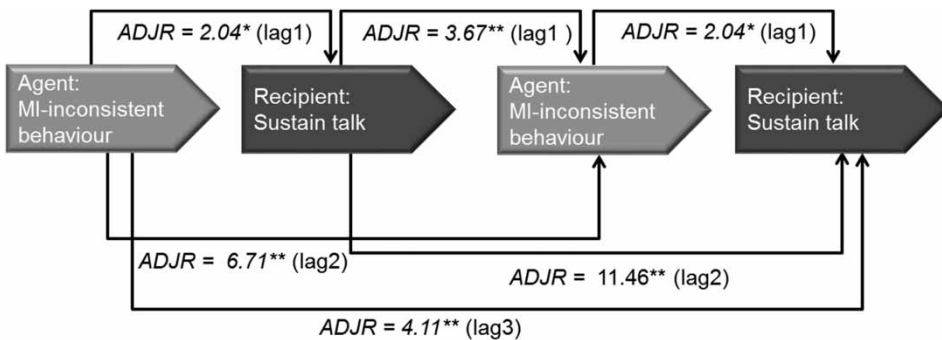 ADJR = 2.04* (lag1)
ADJR = 3.67** (lag1 )
ADJR = 2.04* (lag1)
Agent:
MI-inconsistent
behaviour
Recipient:
Sustain talk
Agent:
MI-inconsistent
behaviour
Recipient:
Sustain talk
ADJR = 6.71** (lag2)
ADJR = 11.46** (lag2)
ADJR = 4.11** (lag3)